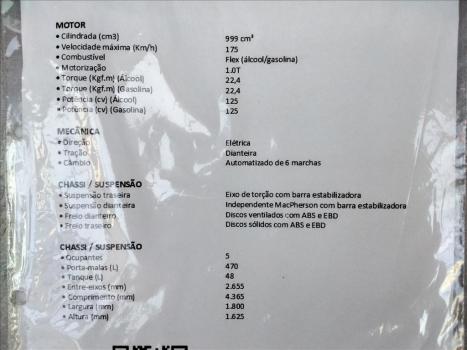 MOTOR
• Cilindrada (cm3) 999 cm³
• Velocidade máxima (Km/h) 175
• Combustível Flex (álcool/gasolina)
• Motorização 1.0T
• Torque (Kgf.m) (Álcool) 22,4
• Torque (Kgf.m) (Gasolina) 22,4
• Potência (cv) (Álcool) 125
• Potência (cv) (Gasolina) 125
MECÂNICA
• Direção Elétrica
• Tração Dianteira
• Câmbio Automatizado de 6 marchas
CHASSI / SUSPENSÃO
• Suspensão traseira Eixo de torção com barra estabilizadora
• Suspensão dianteira Independente MacPherson com barra estabilizadora
• Freio dianteiro Discos ventilados com ABS e EBD
• Freio traseiro Discos sólidos com ABS e EBD
CHASSI / SUSPENSÃO
• Ocupantes 5
• Porta-malas (L) 470
• Tanque (L) 48
• Entre-eixos (mm) 2.655
• Comprimento (mm) 4.365
• Largura (mm) 1.800
• Altura (mm) 1.625